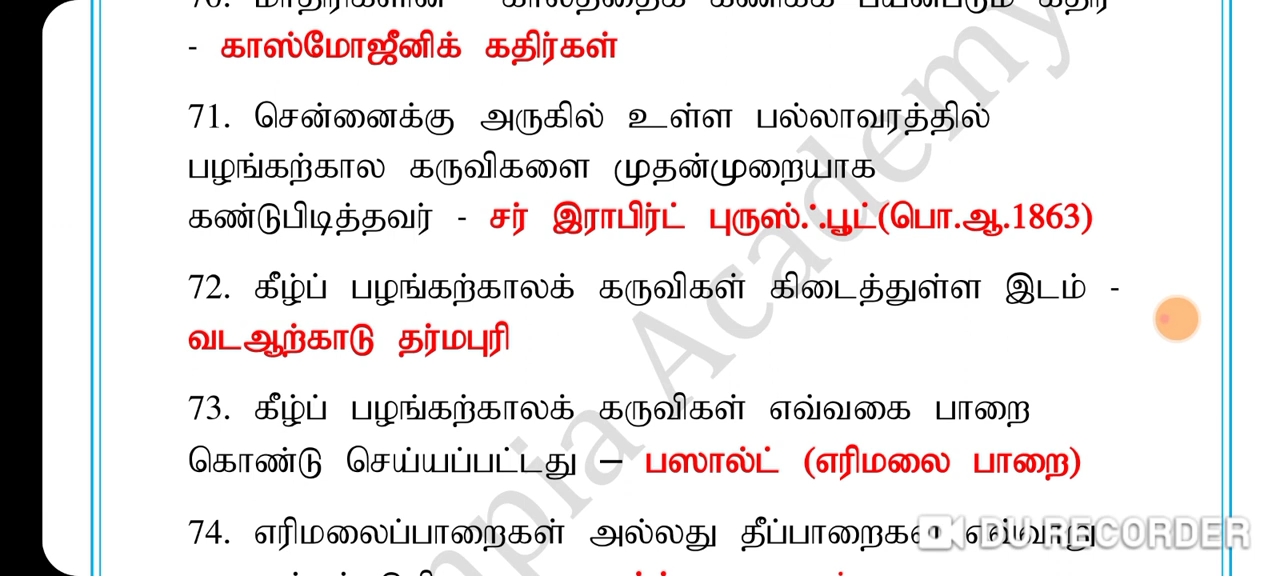 - காஸ்மோஜீனிக் கதிர்கள்
71. சென்னைக்கு அருகில் உள்ள பல்லாவரத்தில்
பழங்கற்கால கருவிகளை முதன்முறையாக
கண்டுபிடித்தவர் - சர் இராபிர்ட் புருஸ்ஃபூட்(பொ.ஆ.1863)
72. கீழ்ப் பழங்கற்காலக் கருவிகள் கிடைத்துள்ள இடம் -
வடஆற்காடு தர்மபுரி
73. கீழ்ப் பழங்கற்காலக் கருவிகள் எவ்வகை பாறை
கொண்டு செய்யப்பட்டது – பஸால்ட் (எரிமலை பாறை)
74. எரிமலைப்பாறைகள் அல்லது தீப்பாறைகள் எவ்வாறு
DU RECORDER
Academy